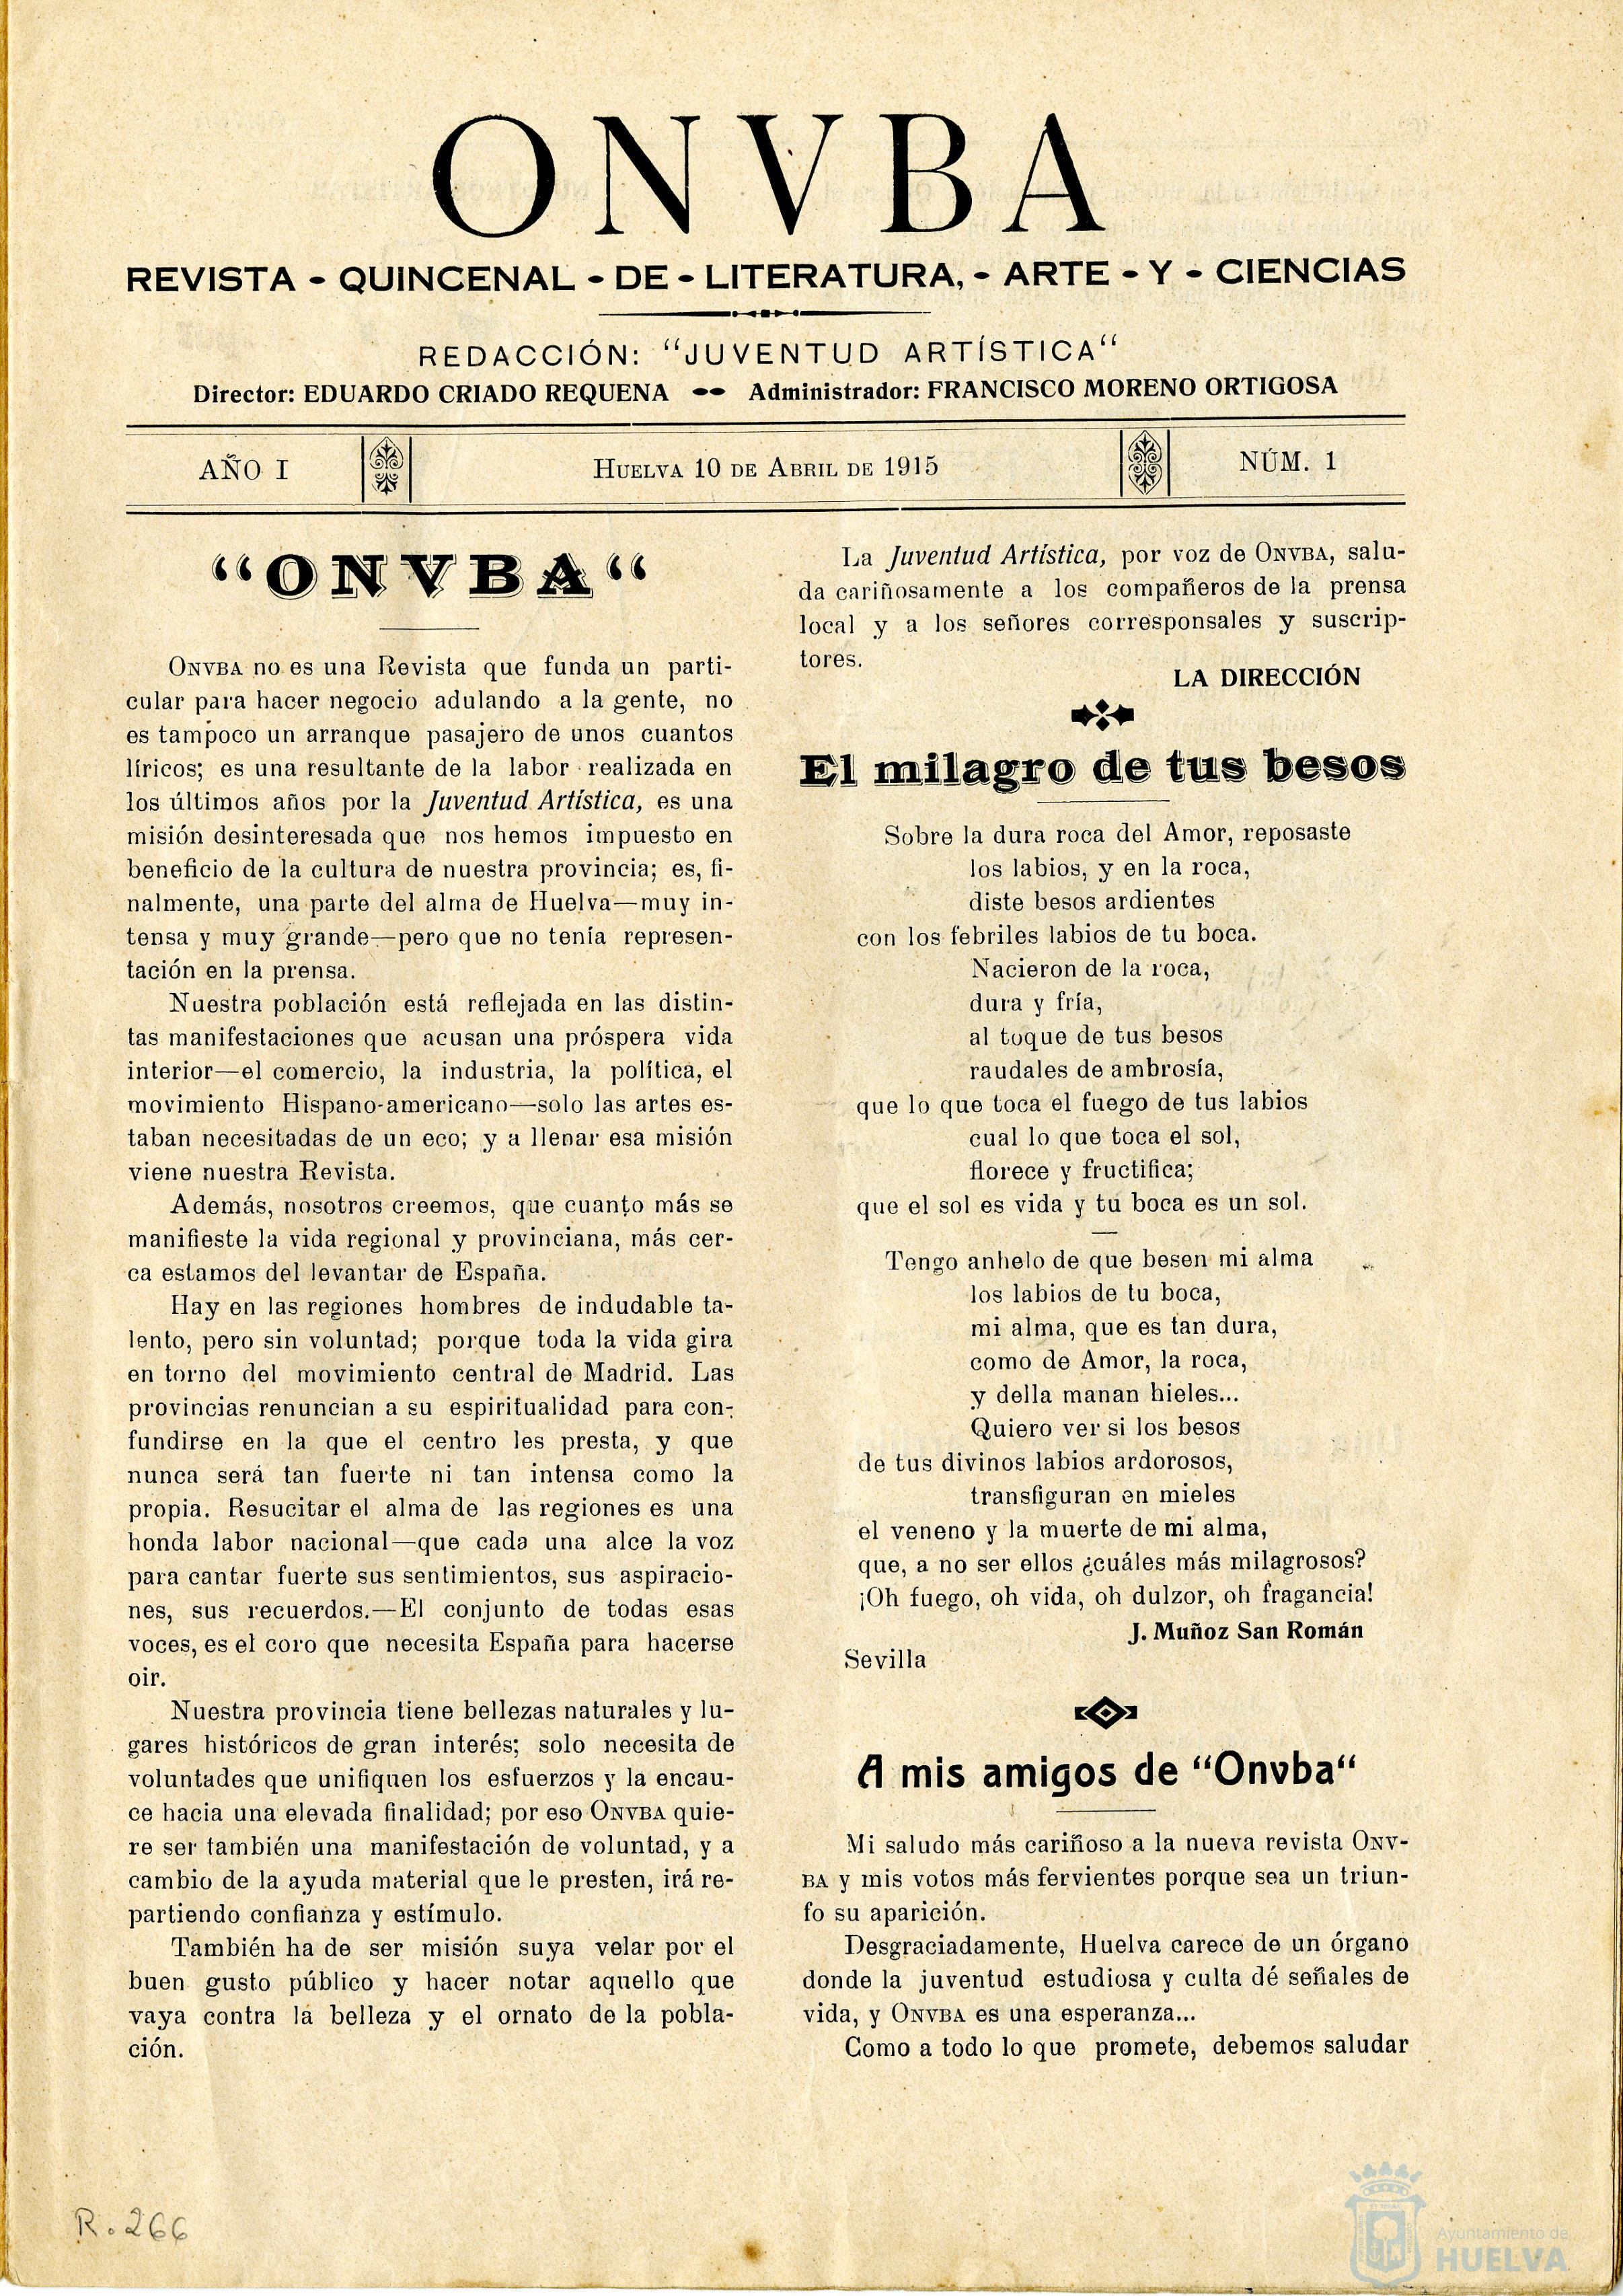 ONVBA
REVISTA - QUINCENAL - DE - LITERATURA, - ARTE - Y - CIENCIAS
REDACCIÓN: “JUVENTUD ARTÍSTICA“
Director: EDUARDO CRIADO REQUENA -- Administrador: FRANCISCO MORENO ORTIGOSA
AÑO I
HUELVA 10 DE ABRIL DE 1915
NÚM. 1
“ONVBA“
ONVBA no es una Revista que funda un parti-
cular para hacer negocio adulando a la gente, no
es tampoco un arranque pasajero de unos cuantos
líricos; es una resultante de la labor realizada en
los últimos años por la Juventud Artística, es una
misión desinteresada que nos hemos impuesto en
beneficio de la cultura de nuestra provincia; es, fi-
nalmente, una parte del alma de Huelva—muy in-
tensa y muy grande—pero que no tenía represen-
tación en la prensa.
Nuestra población está reflejada en las distin-
tas manifestaciones que acusan una próspera vida
interior—el comercio, la industria, la política, el
movimiento Hispano-americano—solo las artes es-
taban necesitadas de un eco; y a llenar esa misión
viene nuestra Revista.
Además, nosotros creemos, que cuanto más se
manifieste la vida regional y provinciana, más cer-
ca estamos del levantar de España.
Hay en las regiones hombres de indudable ta-
lento, pero sin voluntad; porque toda la vida gira
en torno del movimiento central de Madrid. Las
provincias renuncian a su espiritualidad para con-
fundirse en la que el centro les presta, y que
nunca será tan fuerte ni tan intensa como la
propia. Resucitar el alma de las regiones es una
honda labor nacional—que cada una alce la voz
para cantar fuerte sus sentimientos, sus aspiracio-
nes, sus recuerdos.—El conjunto de todas esas
voces, es el coro que necesita España para hacerse
oir.
Nuestra provincia tiene bellezas naturales y lu-
gares históricos de gran interés; solo necesita de
voluntades que unifiquen los esfuerzos y la encau-
ce hacia una elevada finalidad; por eso ONVBA quie-
re ser también una manifestación de voluntad, y a
cambio de la ayuda material que le presten, irá re-
partiendo confianza y estímulo.
También ha de ser misión suya velar por el
buen gusto público y hacer notar aquello que
vaya contra la belleza y el ornato de la pobla-
ción.
La Juventud Artística, por voz de ONVBA, salu-
da cariñosamente a los compañeros de la prensa
local y a los señores corresponsales y suscrip-
tores.
LA DIRECCIÓN
El milagro de tus besos
Sobre la dura roca del Amor, reposaste
los labios, y en la roca,
diste besos ardientes
con los febriles labios de tu boca.
Nacieron de la roca,
dura y fría,
al toque de tus besos
raudales de ambrosía,
que lo que toca el fuego de tus labios
cual lo que toca el sol,
florece y fructifica;
que el sol es vida y tu boca es un sol.
Tengo anhelo de que besen mi alma
los labios de tu boca,
mi alma, que es tan dura,
como de Amor, la roca,
y della manan hieles...
Quiero ver si los besos
de tus divinos labios ardorosos,
transfiguran en mieles
el veneno y la muerte de mi alma,
que, a no ser ellos ¿cuáles más milagrosos?
¡Oh fuego, oh vida, oh dulzor, oh fragancia!
J. Muñoz San Román
Sevilla
A mis amigos de “Onvba“
Mi saludo más cariñoso a la nueva revista ONV-
BA y mis votos más fervientes porque sea un triun-
fo su aparición.
Desgraciadamente, Huelva carece de un órgano
donde la juventud estudiosa y culta dé señales de
vida, y ONVBA es una esperanza...
Como a todo lo que promete, debemos saludar
R. 266
Ayuntamiento de
HUELVA